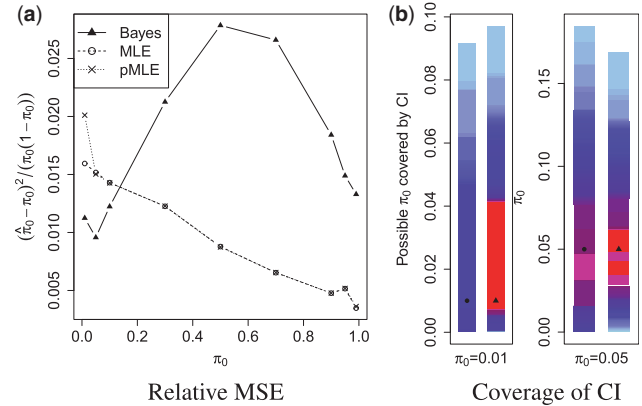 (a)
Bayes
MLE
pMLE
0.025
0.020
0.015
0.010
0.005
(π̂₀−π₀)²/(π₀(1−π₀))
0.0 0.2 0.4 0.6 0.8 1.0
π₀
Relative MSE
(b)
0.10
0.08
0.06
0.04
0.02
0.00
Possible π₀ covered by CI
π₀=0.01
π₀
0.15
0.10
0.05
0.00
π₀=0.05
Coverage of CI